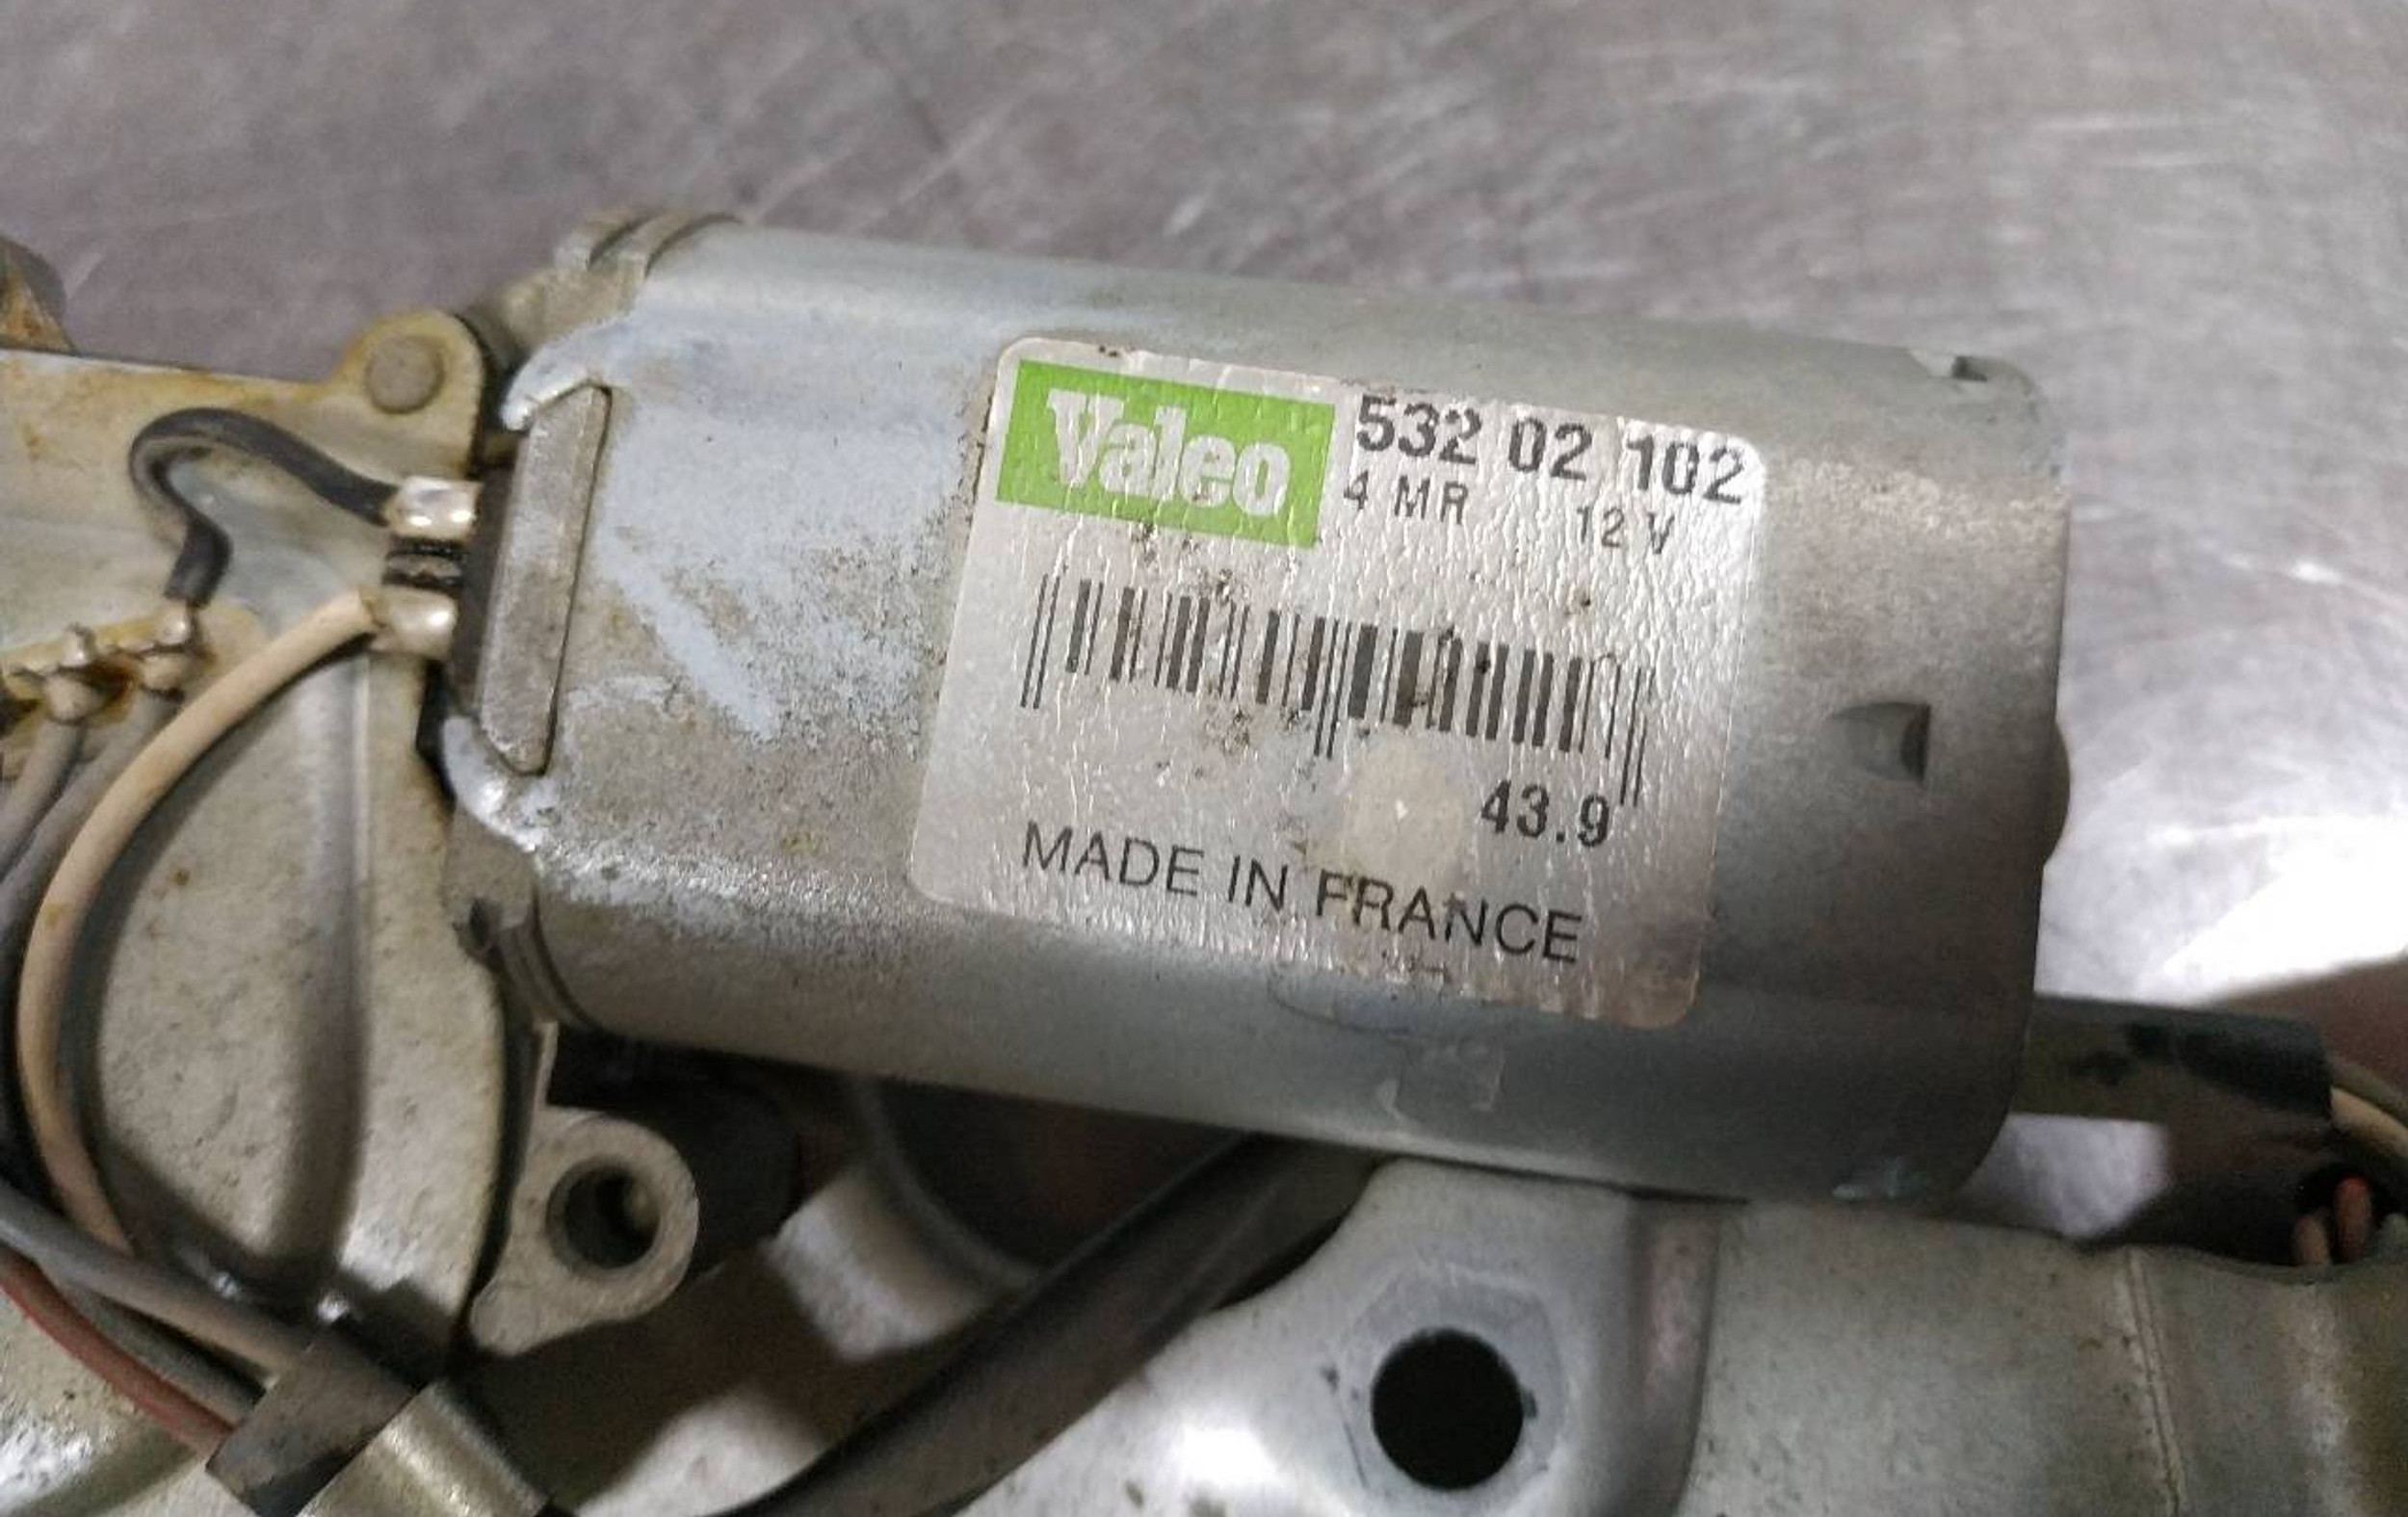 Valeo
532 02 102
4 MR 12 V
43.9
MADE IN FRANCE